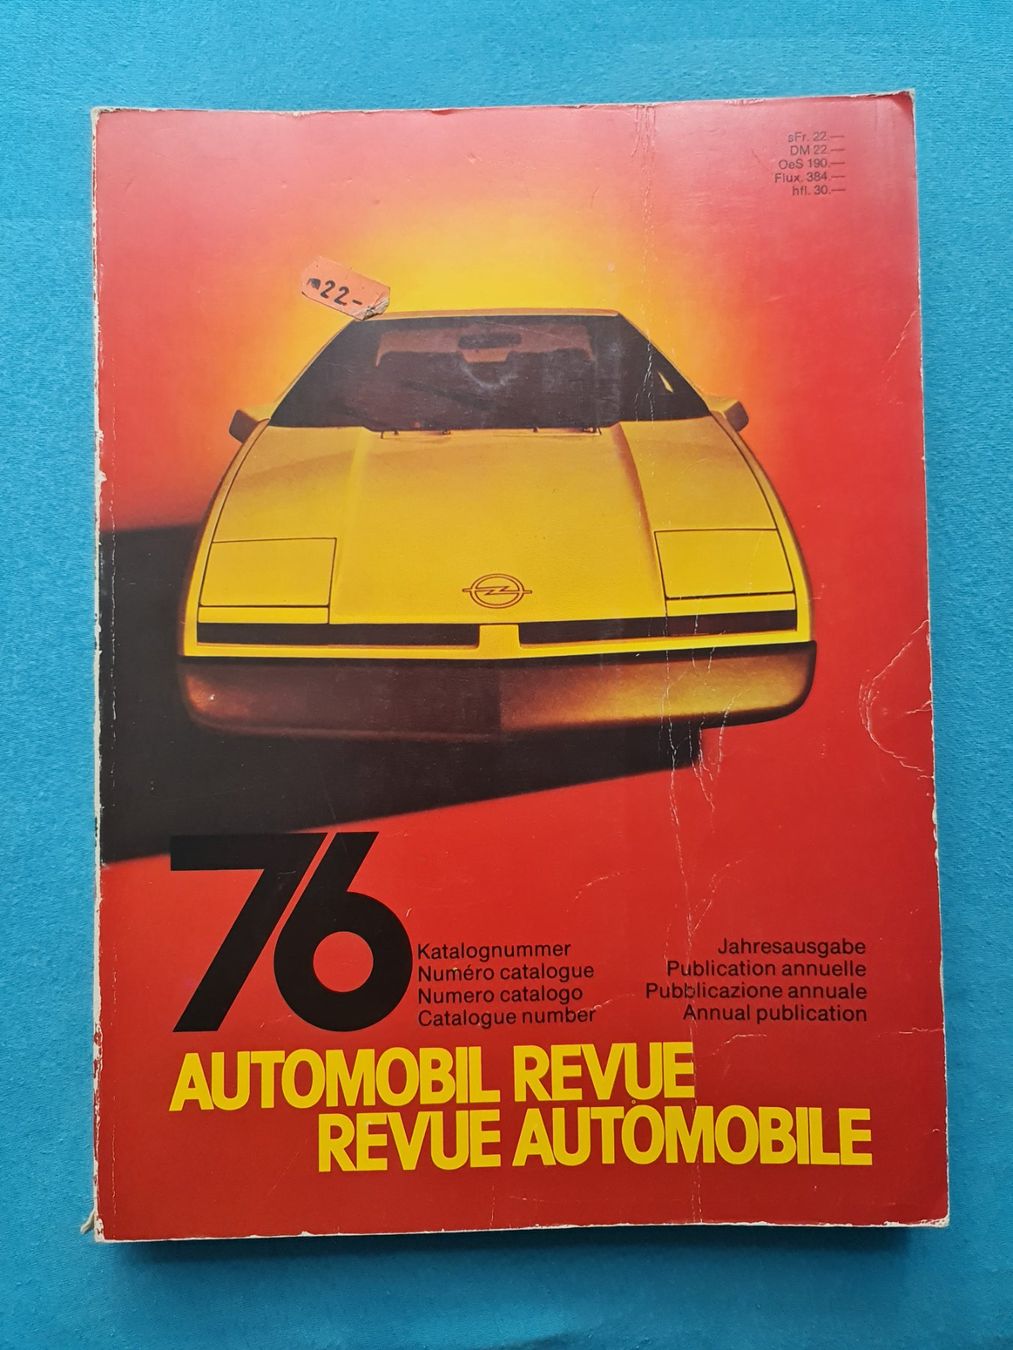 sFr. 22.—
DM 22.—
OeS 190.—
Flux. 384.—
hfl. 30.—
22-
76
Katalognummer
Numéro catalogue
Numero catalogo
Catalogue number
Jahresausgabe
Publication annuelle
Pubblicazione annuale
Annual publication
AUTOMOBIL REVUE
REVUE AUTOMOBILE